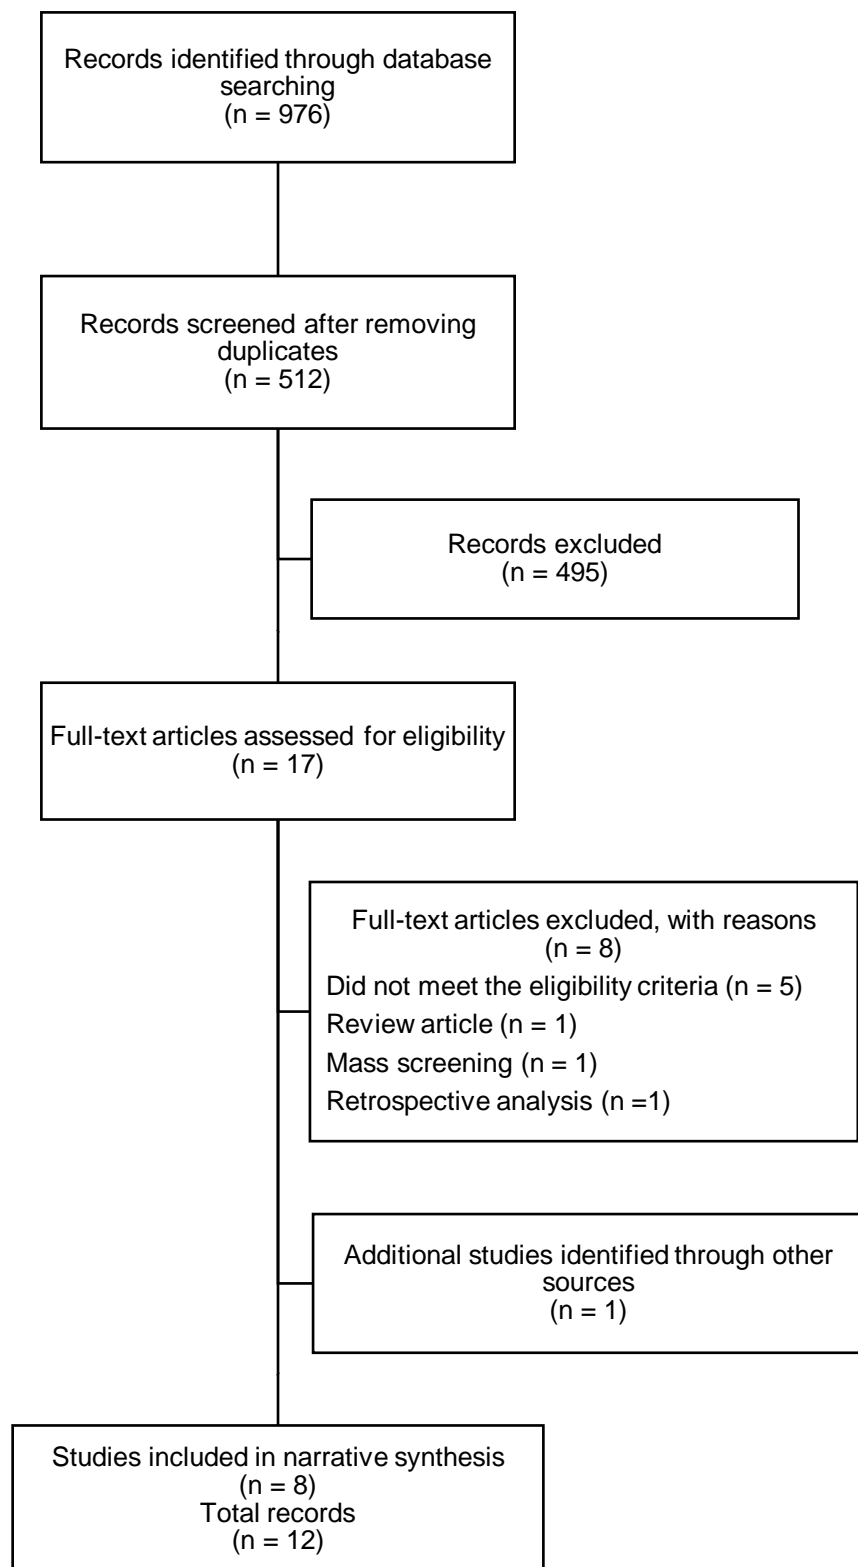 Records identified through database
searching
(n = 976)
Records screened after removing
duplicates
(n = 512)
Records excluded
(n = 495)
Full-text articles assessed for eligibility
(n = 17)
Full-text articles excluded, with reasons
(n = 8)
Did not meet the eligibility criteria (n = 5)
Review article (n = 1)
Mass screening (n = 1)
Retrospective analysis (n =1)
Additional studies identified through other
sources
(n = 1)
Studies included in narrative synthesis
(n = 8)
Total records
(n = 12)